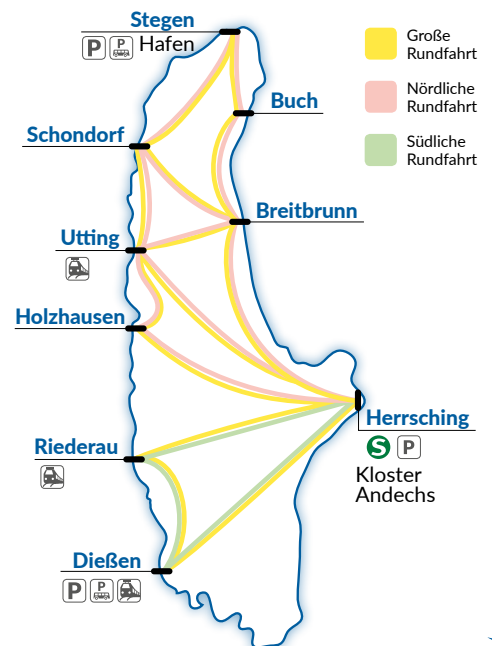 Stegen
P P Hafen
Große
Rundfahrt
Nördliche
Rundfahrt
Südliche
Rundfahrt
Buch
Schondorf
Breitbrunn
Utting
Holzhausen
Herrsching
S P
Kloster
Andechs
Riederau
Dießen
P P